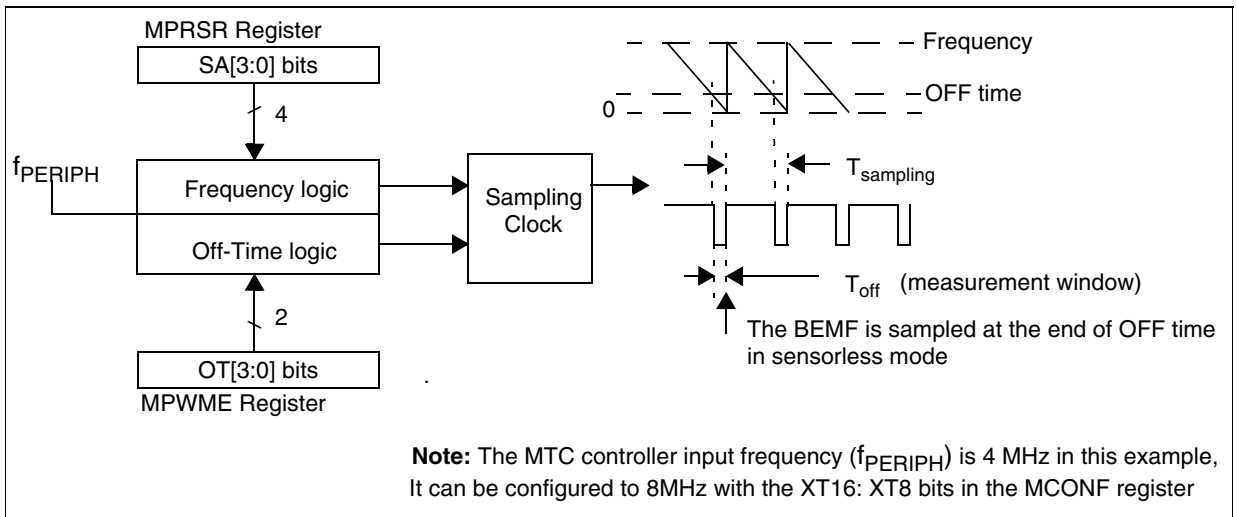 MPRSR Register
SA[3:0] bits
4
fPERIPH
Frequency logic
Off-Time logic
2
OT[3:0] bits
MPWME Register
Sampling
Clock
.
Frequency
OFF time
0
Tsampling
Toff (measurement window)
The BEMF is sampled at the end of OFF time
in sensorless mode
Note: The MTC controller input frequency (fPERIPH) is 4 MHz in this example,
It can be configured to 8MHz with the XT16: XT8 bits in the MCONF register